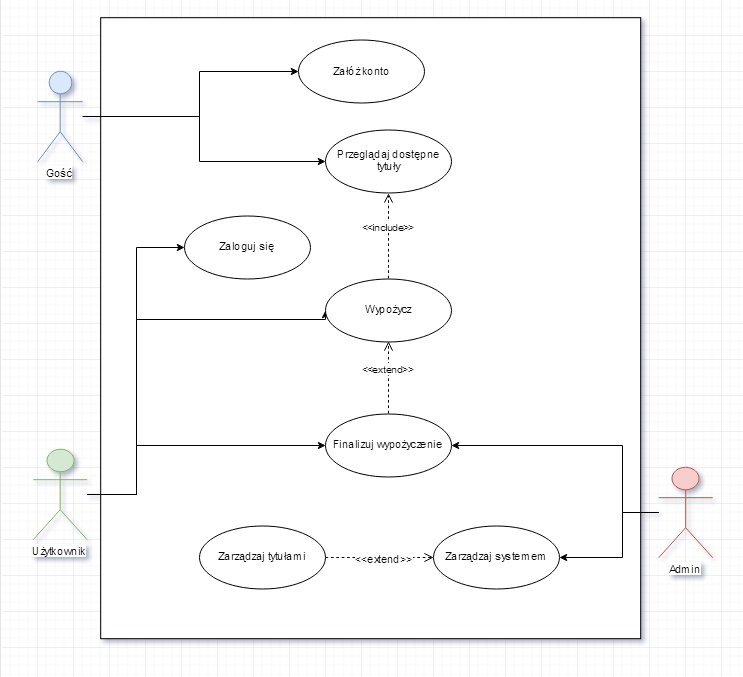 Załóż konto
Gość
Przeglądaj dostępne
tytuły
<<include>>
Zaloguj się
Wypożycz
<<extend>>
Finalizuj wypożyczenie
Użytkownik
Zarządzaj tytułami
<<extend>>
Zarządzaj systemem
Admin